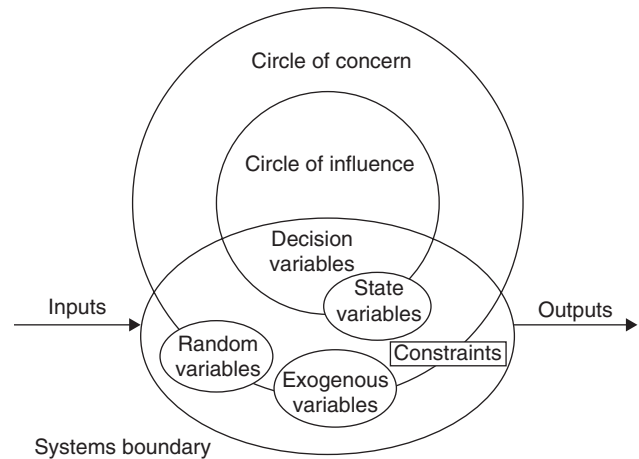 Circle of concern
Circle of influence
Decision
variables
State
variables
Inputs
Outputs
Random
variables
Constraints
Exogenous
variables
Systems boundary